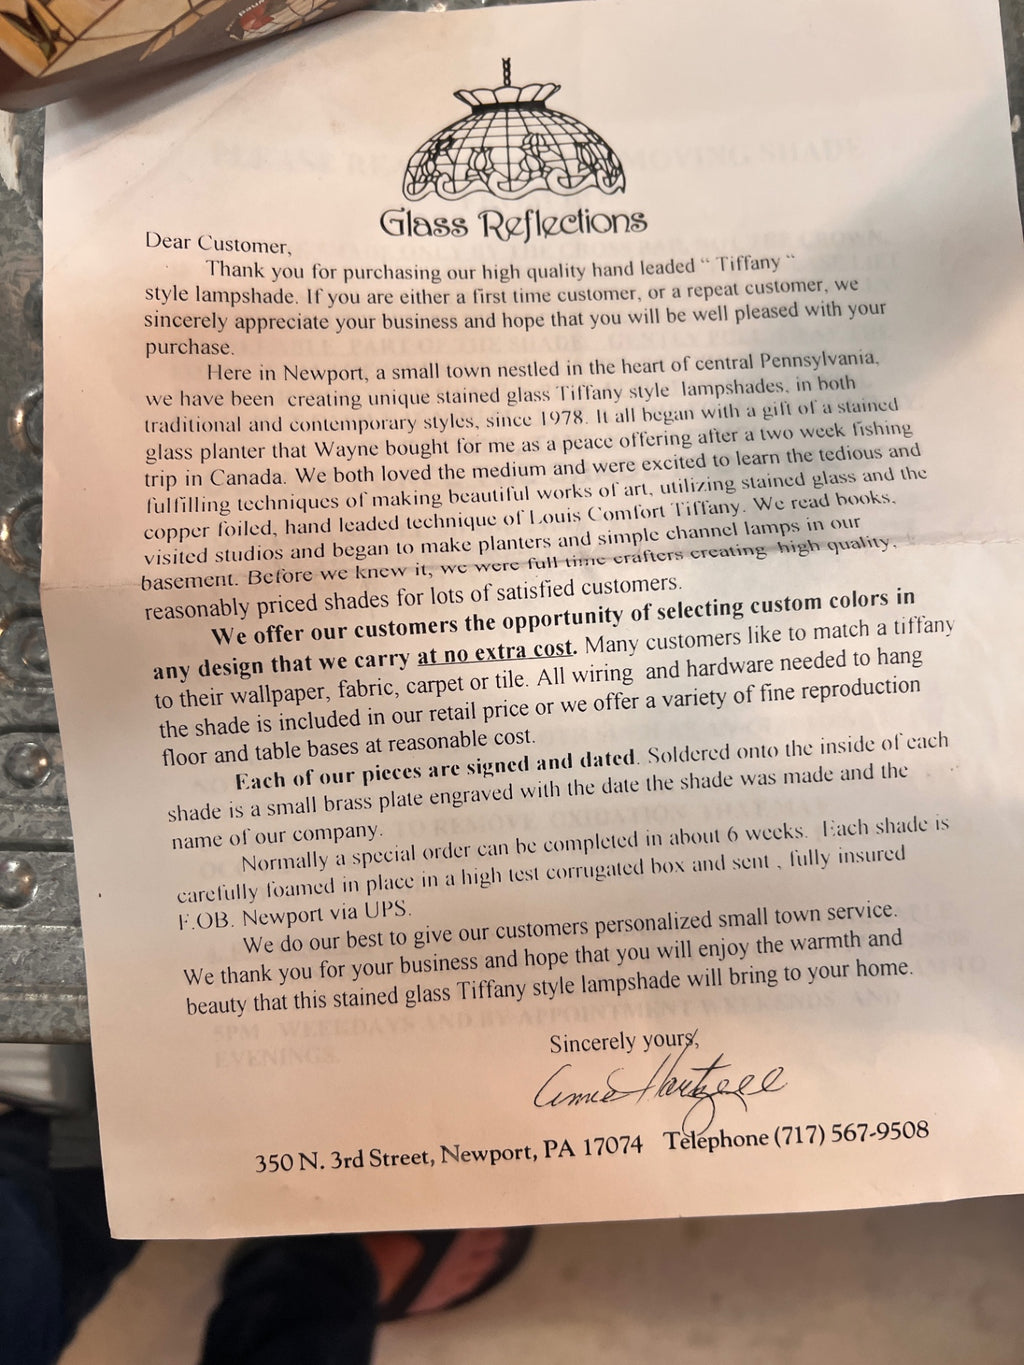 Glass Reflections
Dear Customer,
Thank you for purchasing our high quality hand leaded “ Tiffany “
style lampshade. If you are either a first time customer, or a repeat customer, we
sincerely appreciate your business and hope that you will be well pleased with your
purchase.
Here in Newport, a small town nestled in the heart of central Pennsylvania,
we have been creating unique stained glass Tiffany style lampshades, in both
traditional and contemporary styles, since 1978. It all began with a gift of a stained
glass planter that Wayne bought for me as a peace offering after a two week fishing
trip in Canada. We both loved the medium and were excited to learn the tedious and
fulfilling techniques of making beautiful works of art, utilizing stained glass and the
copper foiled, hand leaded technique of Louis Comfort Tiffany. We read books,
visited studios and began to make planters and simple channel lamps in our
basement. Before we knew it, we were full time crafters creating high quality,
reasonably priced shades for lots of satisfied customers.
We offer our customers the opportunity of selecting custom colors in
any design that we carry at no extra cost. Many customers like to match a tiffany
to their wallpaper, fabric, carpet or tile. All wiring and hardware needed to hang
the shade is included in our retail price or we offer a variety of fine reproduction
floor and table bases at reasonable cost.
Each of our pieces are signed and dated. Soldered onto the inside of each
shade is a small brass plate engraved with the date the shade was made and the
name of our company.
Normally a special order can be completed in about 6 weeks. Each shade is
carefully foamed in place in a high test corrugated box and sent , fully insured
F.OB. Newport via UPS.
We do our best to give our customers personalized small town service.
We thank you for your business and hope that you will enjoy the warmth and
beauty that this stained glass Tiffany style lampshade will bring to your home.
Sincerely yours,
Hartzell
350 N. 3rd Street, Newport, PA 17074 Telephone (717) 567-9508